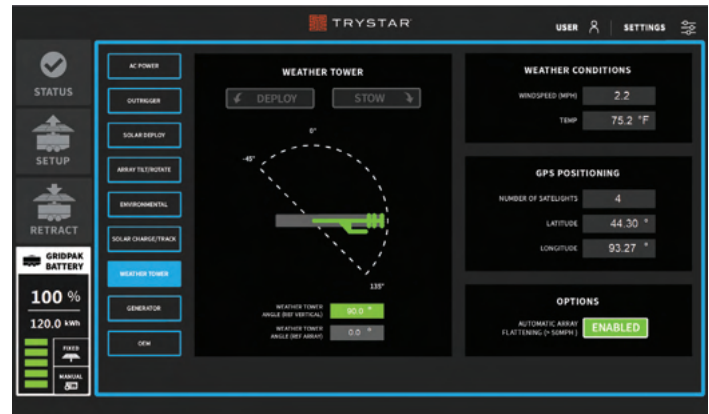 TRYSTAR
USER
SETTINGS
STATUS
SETUP
RETRACT
GRIDPAK
BATTERY
100 %
120.0 kWh
FIXED
MANUAL
AC POWER
OUTRIGGER
SOLAR DEPLOY
ARRAY TILT/ROTATE
ENVIRONMENTAL
SOLAR CHARGE/TRACK
WEATHER TOWER
GENERATOR
OEM
WEATHER TOWER
DEPLOY
STOW
0°
-45°
135°
WEATHER TOWER
ANGLE (REF VERTICAL)
90.0 °
WEATHER TOWER
ANGLE (REF ARRAY)
0.0 °
WEATHER CONDITIONS
WINDSPEED (MPH)
2.2
TEMP
75.2 °F
GPS POSITIONING
NUMBER OF SATELIGHTS
4
LATITUDE
44.30 °
LONGITUDE
93.27 °
OPTIONS
AUTOMATIC ARRAY
FLATTENING (> 50MPH )
ENABLED